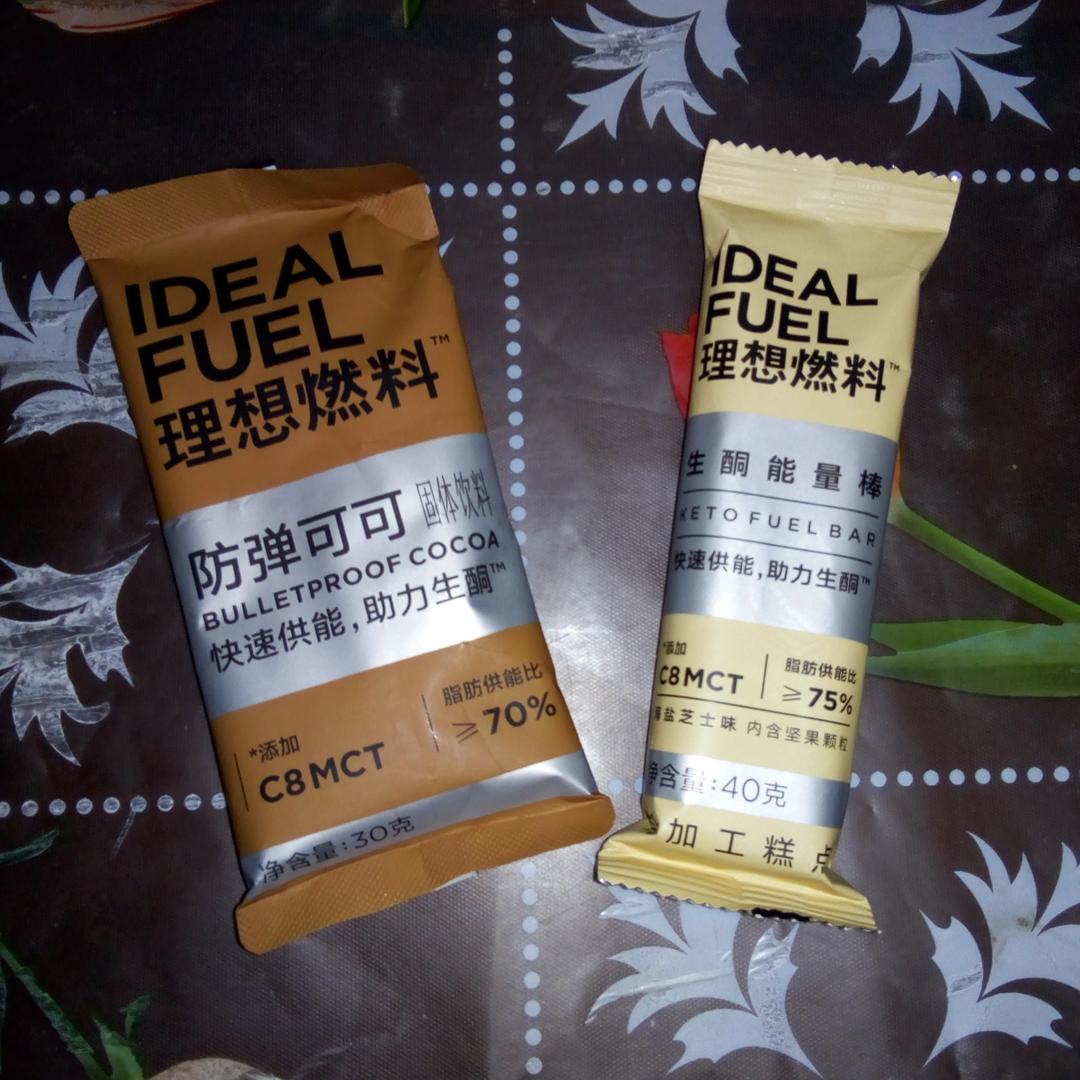 IDEAL
FUEL
理想燃料™
防弹可可 固体饮料
BULLETPROOF COCOA
快速供能，助力生酮™
*添加
C8 MCT
脂肪供能比
≥70%
净含量：30克
IDEAL
FUEL
理想燃料™
生酮能量棒
KETO FUEL BAR
快速供能，助力生酮™
*添加
C8 MCT
脂肪供能比
≥75%
盐芝士味 内含坚果颗粒
净含量：40克
加工糕点